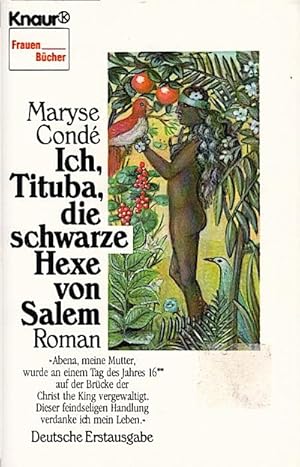 Knaur K
Frauen
Bücher
Maryse
Condé
Ich,
Tituba,
die
schwarze
Hexe
von
Salem
Roman
»Abena, meine Mutter,
wurde an einem Tag des Jahres 16**
auf der Brücke der
Christ the King vergewaltigt.
Dieser feindseligen Handlung
verdanke ich mein Leben.«
Deutsche Erstausgabe